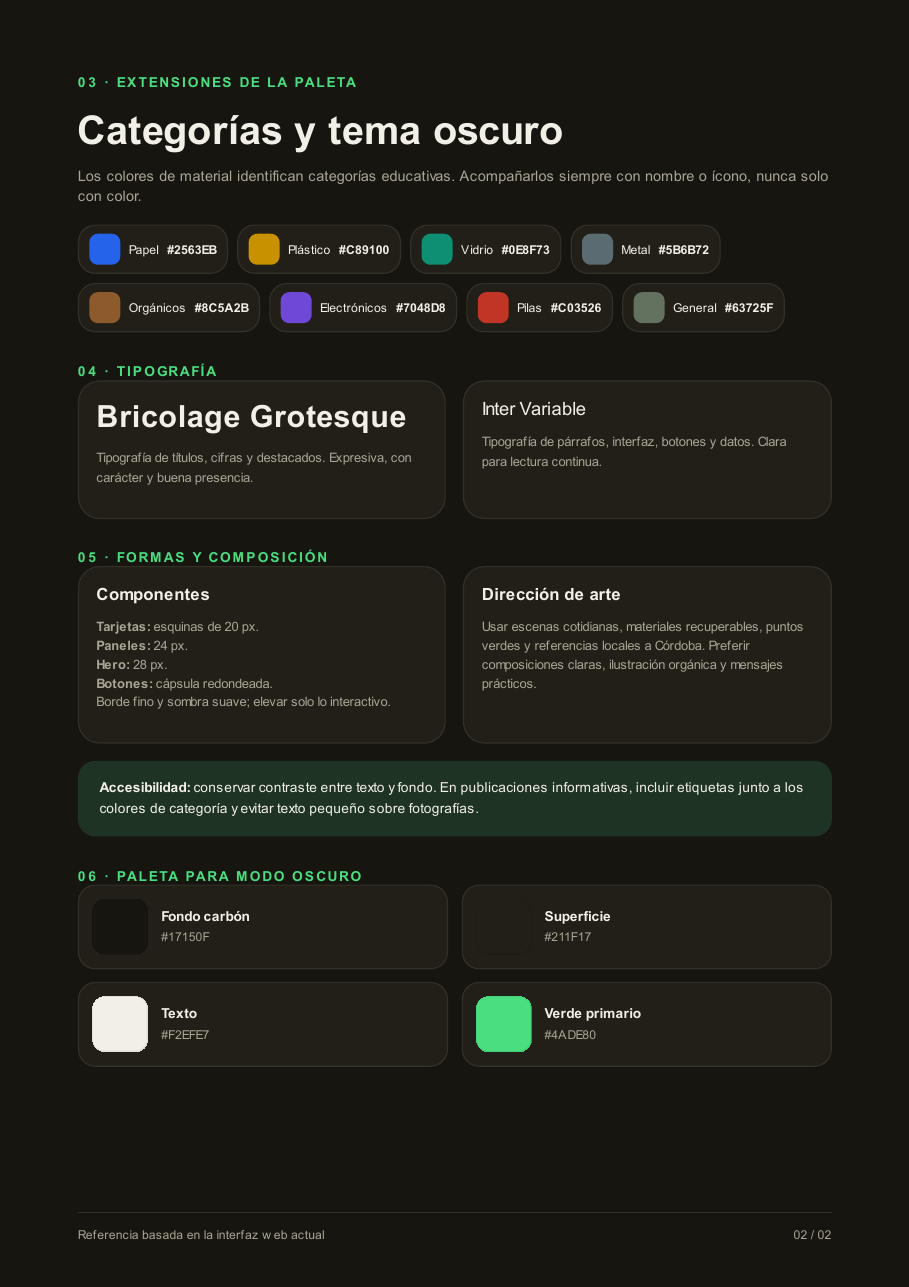 03 · EXTENSIONES DE LA PALETA
Categorías y tema oscuro
Los colores de material identifican categorías educativas. Acompañarlos siempre con nombre o ícono, nunca solo
con color.
Papel #2563EB
Plástico #C89100
Vidrio #0E8F73
Metal #5B6B72
Orgánicos #8C5A2B
Electrónicos #7048D8
Pilas #C03526
General #63725F
04 · TIPOGRAFÍA
Bricolage Grotesque
Tipografía de títulos, cifras y destacados. Expresiva, con
carácter y buena presencia.
Inter Variable
Tipografía de párrafos, interfaz, botones y datos. Clara
para lectura continua.
05 · FORMAS Y COMPOSICIÓN
Componentes
Tarjetas: esquinas de 20 px.
Paneles: 24 px.
Hero: 28 px.
Botones: cápsula redondeada.
Borde fino y sombra suave; elevar solo lo interactivo.
Dirección de arte
Usar escenas cotidianas, materiales recuperables, puntos
verdes y referencias locales a Córdoba. Preferir
composiciones claras, ilustración orgánica y mensajes
prácticos.
Accesibilidad: conservar contraste entre texto y fondo. En publicaciones informativas, incluir etiquetas junto a los
colores de categoría y evitar texto pequeño sobre fotografías.
06 · PALETA PARA MODO OSCURO
Fondo carbón
#17150F
Superficie
#211F17
Texto
#F2EFE7
Verde primario
#4ADE80
Referencia basada en la interfaz web actual
02 / 02